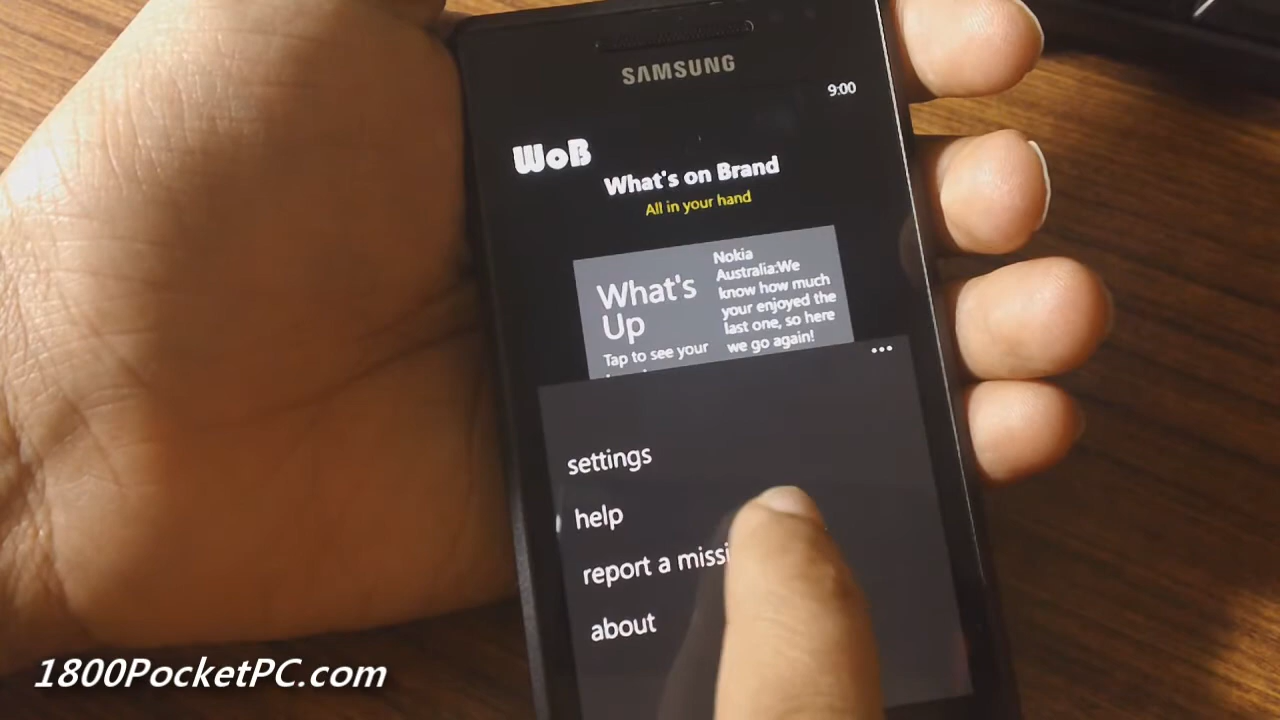 SAMSUNG
9:00
WoB
What's on Brand
All in your hand
What's
Up
Tap to see your
Nokia
Australia:We
know how much
your enjoyed the
last one, so here
we go again!
...
settings
help
report a
about
1800PocketPC.com